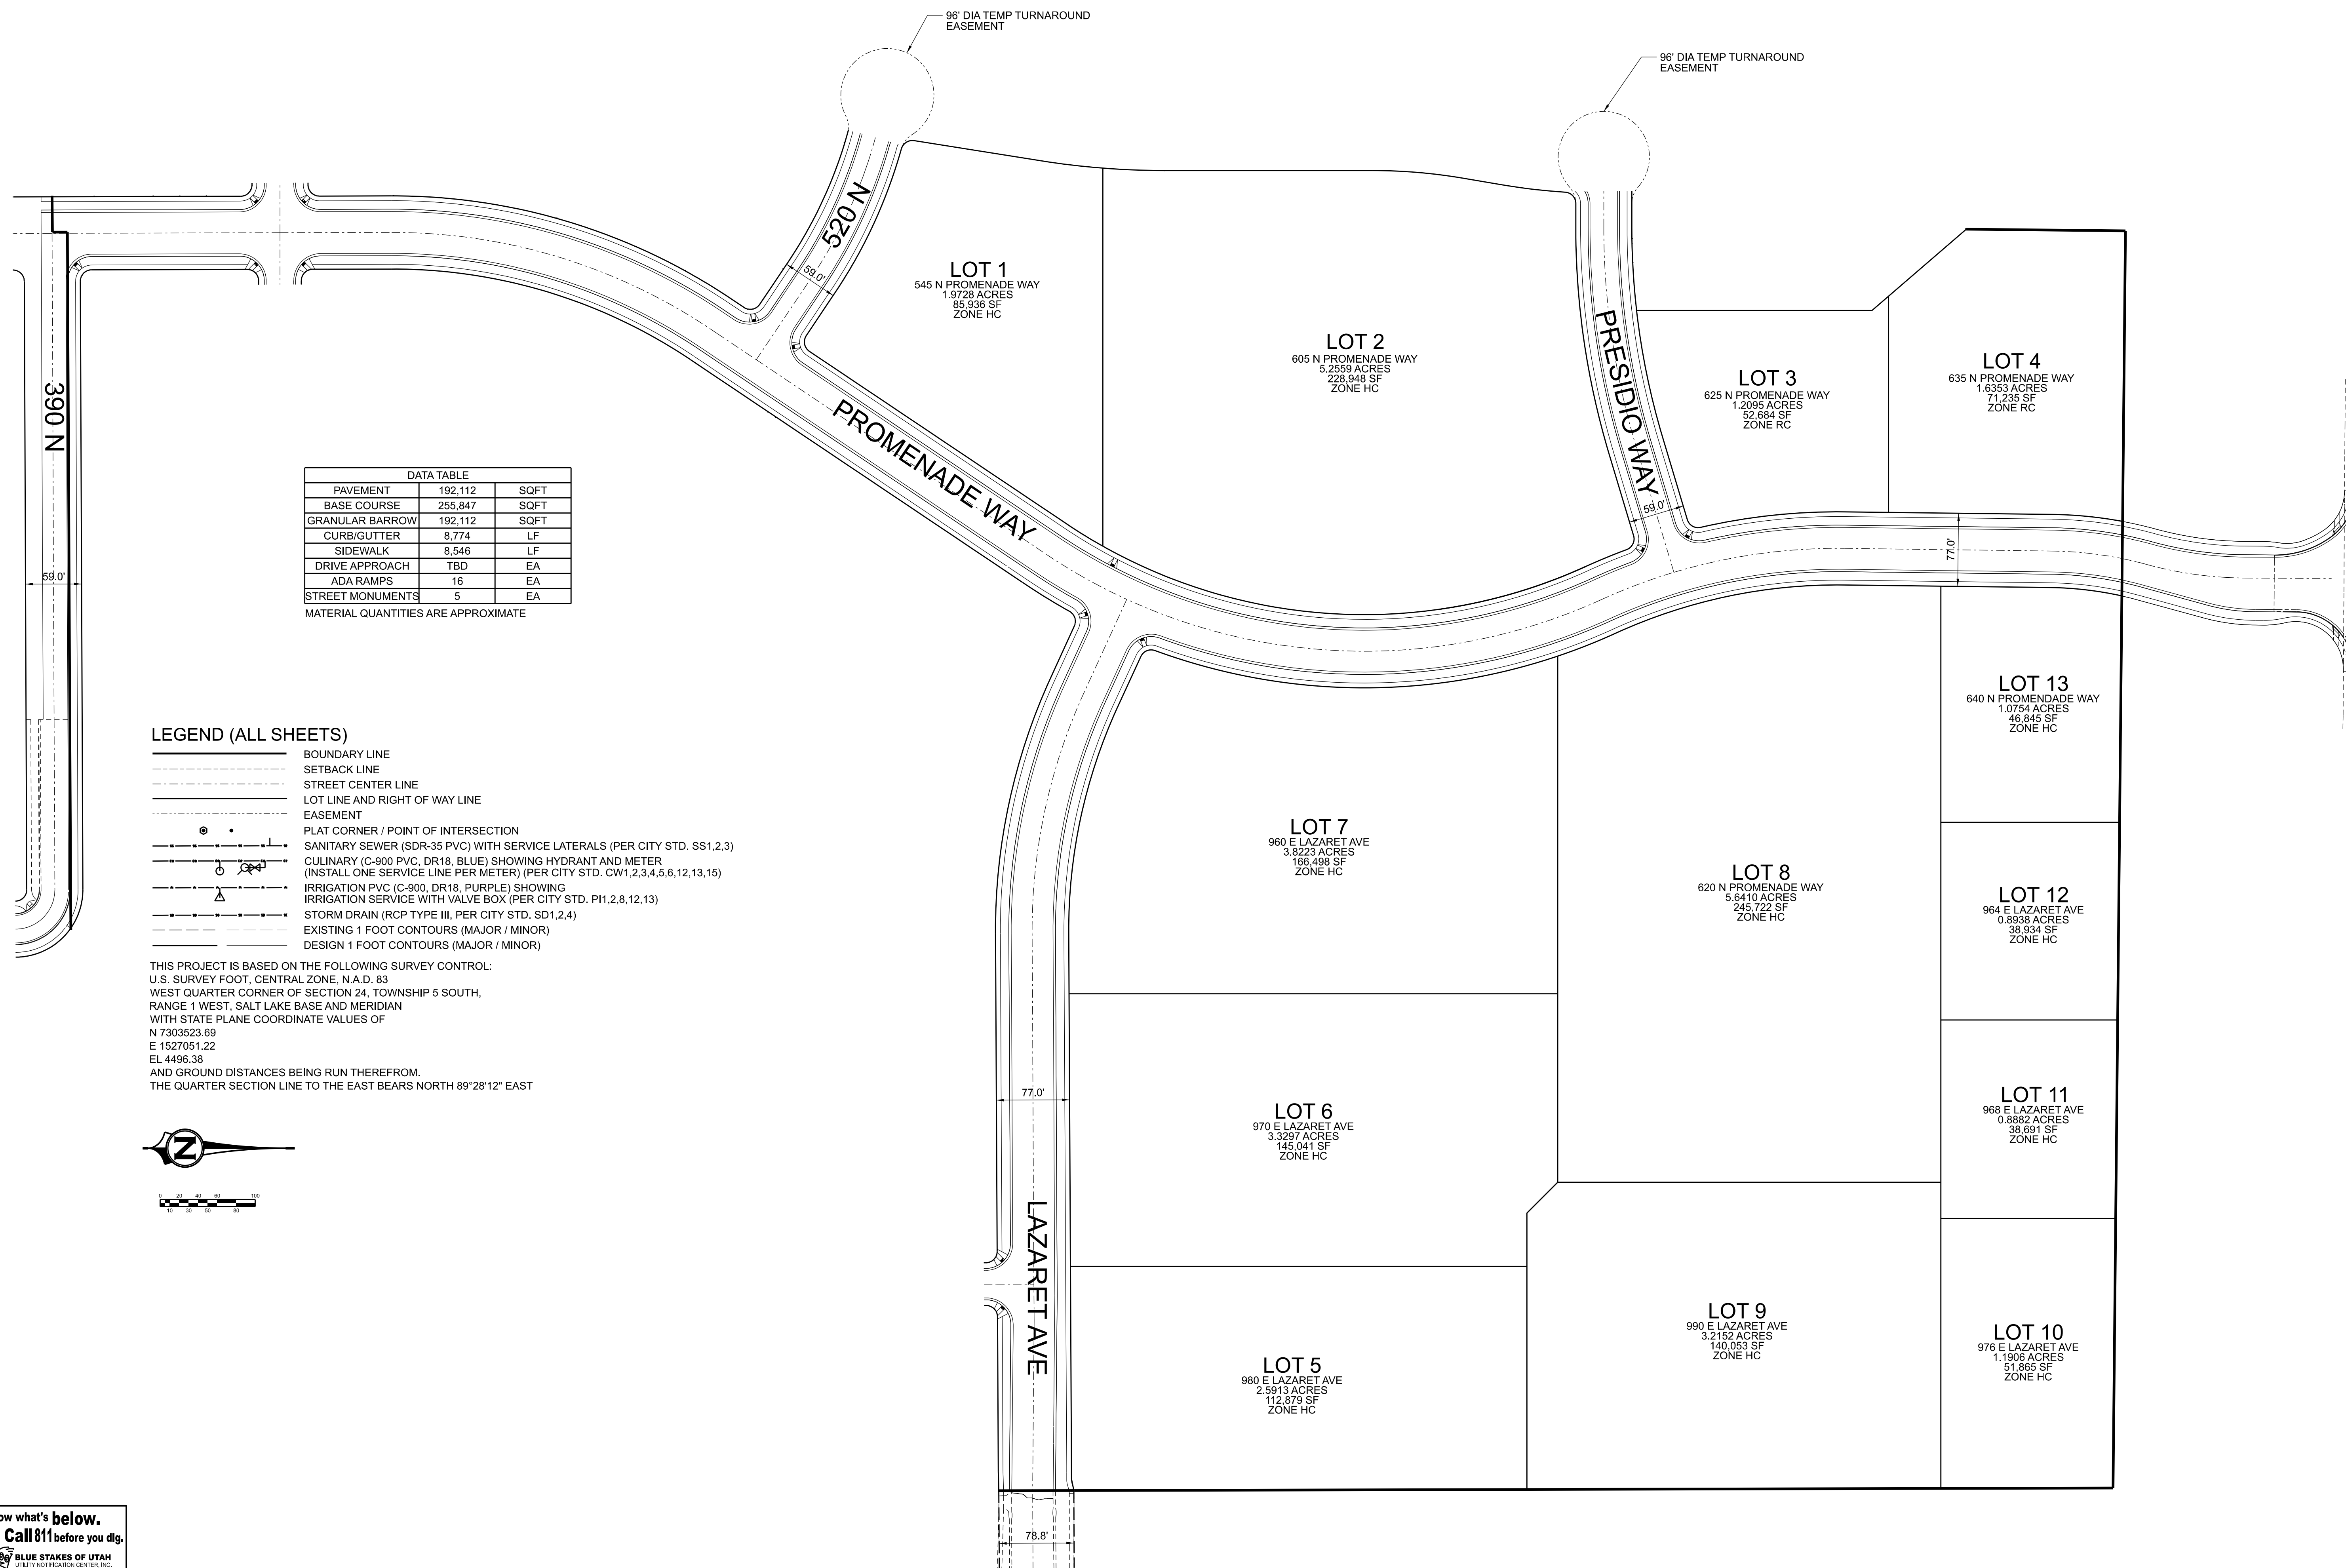 96' DIA TEMP TURNAROUND
EASEMENT
96' DIA TEMP TURNAROUND
EASEMENT
520 N
59.0'
LOT 1
545 N PROMENADE WAY
1.9728 ACRES
85,936 SF
ZONE HC
LOT 2
605 N PROMENADE WAY
5.2559 ACRES
228,948 SF
ZONE HC
PRESIDIO WAY
59.0'
LOT 3
625 N PROMENADE WAY
1.2095 ACRES
52,684 SF
ZONE RC
LOT 4
635 N PROMENADE WAY
1.6353 ACRES
71,235 SF
ZONE RC
390 N
59.0'
PROMENADE WAY
77.0'
DATA TABLE
PAVEMENT 192,112 SQFT
BASE COURSE 255,847 SQFT
GRANULAR BARROW 192,112 SQFT
CURB/GUTTER 8,774 LF
SIDEWALK 8,546 LF
DRIVE APPROACH TBD EA
ADA RAMPS 16 EA
STREET MONUMENTS 5 EA
MATERIAL QUANTITIES ARE APPROXIMATE
LEGEND (ALL SHEETS)
BOUNDARY LINE
SETBACK LINE
STREET CENTER LINE
LOT LINE AND RIGHT OF WAY LINE
EASEMENT
PLAT CORNER / POINT OF INTERSECTION
SANITARY SEWER (SDR-35 PVC) WITH SERVICE LATERALS (PER CITY STD. SS1,2,3)
CULINARY (C-900 PVC, DR18, BLUE) SHOWING HYDRANT AND METER
(INSTALL ONE SERVICE LINE PER METER) (PER CITY STD. CW1,2,3,4,5,6,12,13,15)
IRRIGATION PVC (C-900, DR18, PURPLE) SHOWING
IRRIGATION SERVICE WITH VALVE BOX (PER CITY STD. PI1,2,8,12,13)
STORM DRAIN (RCP TYPE III, PER CITY STD. SD1,2,4)
EXISTING 1 FOOT CONTOURS (MAJOR / MINOR)
DESIGN 1 FOOT CONTOURS (MAJOR / MINOR)
THIS PROJECT IS BASED ON THE FOLLOWING SURVEY CONTROL:
U.S. SURVEY FOOT, CENTRAL ZONE, N.A.D. 83
WEST QUARTER CORNER OF SECTION 24, TOWNSHIP 5 SOUTH,
RANGE 1 WEST, SALT LAKE BASE AND MERIDIAN
WITH STATE PLANE COORDINATE VALUES OF
N 7303523.69
E 1527051.22
EL 4496.38
AND GROUND DISTANCES BEING RUN THEREFROM.
THE QUARTER SECTION LINE TO THE EAST BEARS NORTH 89°28'12" EAST
N
0 20 40 60 100
10 30 50 80
LOT 13
640 N PROMENDADE WAY
1.0754 ACRES
46,845 SF
ZONE HC
LOT 7
960 E LAZARET AVE
3.8223 ACRES
166,498 SF
ZONE HC
LOT 8
620 N PROMENADE WAY
5.6410 ACRES
245,722 SF
ZONE HC
LOT 12
964 E LAZARET AVE
0.8938 ACRES
38,934 SF
ZONE HC
77.0'
LOT 6
970 E LAZARET AVE
3.3297 ACRES
145,041 SF
ZONE HC
LOT 11
968 E LAZARET AVE
0.8882 ACRES
38,691 SF
ZONE HC
LAZARET AVE
LOT 5
980 E LAZARET AVE
2.5913 ACRES
112,879 SF
ZONE HC
LOT 9
990 E LAZARET AVE
3.2152 ACRES
140,053 SF
ZONE HC
LOT 10
976 E LAZARET AVE
1.1906 ACRES
51,865 SF
ZONE HC
78.8'
ow what's below.
Call 811 before you dig.
BLUE STAKES OF UTAH
UTILITY NOTIFICATION CENTER, INC.